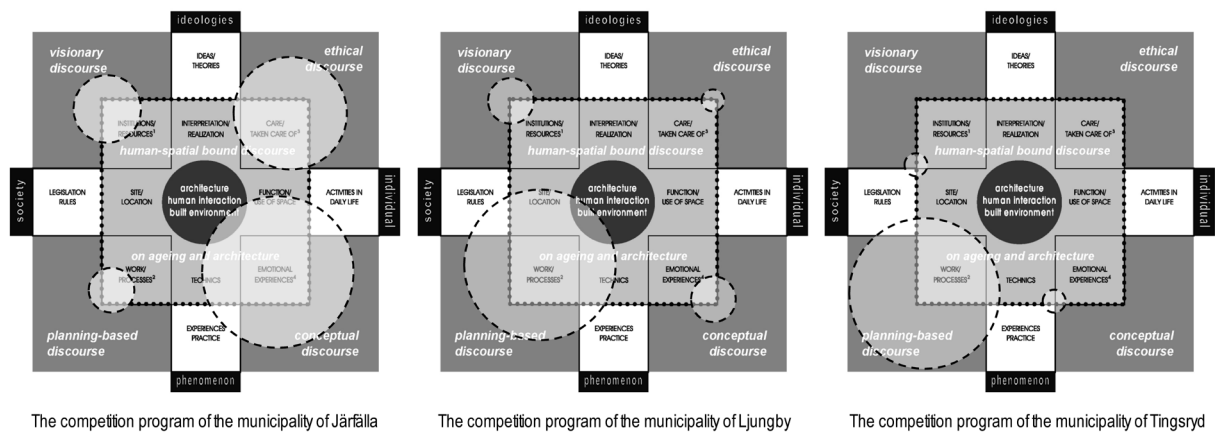 ideologies
visionary
discourse
ethical
discourse
IDEAS/
THEORIES
INSTITUTIONS/
RESOURCES¹
INTERPRETATION/
REALIZATION
CARE/
TAKEN CARE OF³
human-spatial bound discourse
society
LEGISLATION
RULES
SITE/
LOCATION
architecture
human interaction
built environment
FUNCTION/
USE OF SPACE
ACTIVITIES IN
DAILY LIFE
individual
on ageing and architecture
WORK/
PROCESSES²
TECHNICS
EMOTIONAL
EXPERIENCES⁴
planning-based
discourse
EXPERIENCES
PRACTICE
conceptual
discourse
phenomenon
The competition program of the municipality of Järfälla
ideologies
visionary
discourse
ethical
discourse
IDEAS/
THEORIES
INSTITUTIONS/
RESOURCES¹
INTERPRETATION/
REALIZATION
CARE/
TAKEN CARE OF³
human-spatial bound discourse
society
LEGISLATION
RULES
SITE/
LOCATION
architecture
human interaction
built environment
FUNCTION/
USE OF SPACE
ACTIVITIES IN
DAILY LIFE
individual
on ageing and architecture
WORK/
PROCESSES²
TECHNICS
EMOTIONAL
EXPERIENCES⁴
planning-based
discourse
EXPERIENCES
PRACTICE
conceptual
discourse
phenomenon
The competition program of the municipality of Ljungby
ideologies
visionary
discourse
ethical
discourse
IDEAS/
THEORIES
INSTITUTIONS/
RESOURCES¹
INTERPRETATION/
REALIZATION
CARE/
TAKEN CARE OF³
human-spatial bound discourse
society
LEGISLATION
RULES
SITE/
LOCATION
architecture
human interaction
built environment
FUNCTION/
USE OF SPACE
ACTIVITIES IN
DAILY LIFE
individual
on ageing and architecture
WORK/
PROCESSES²
TECHNICS
EMOTIONAL
EXPERIENCES⁴
planning-based
discourse
EXPERIENCES
PRACTICE
conceptual
discourse
phenomenon
The competition program of the municipality of Tingsryd